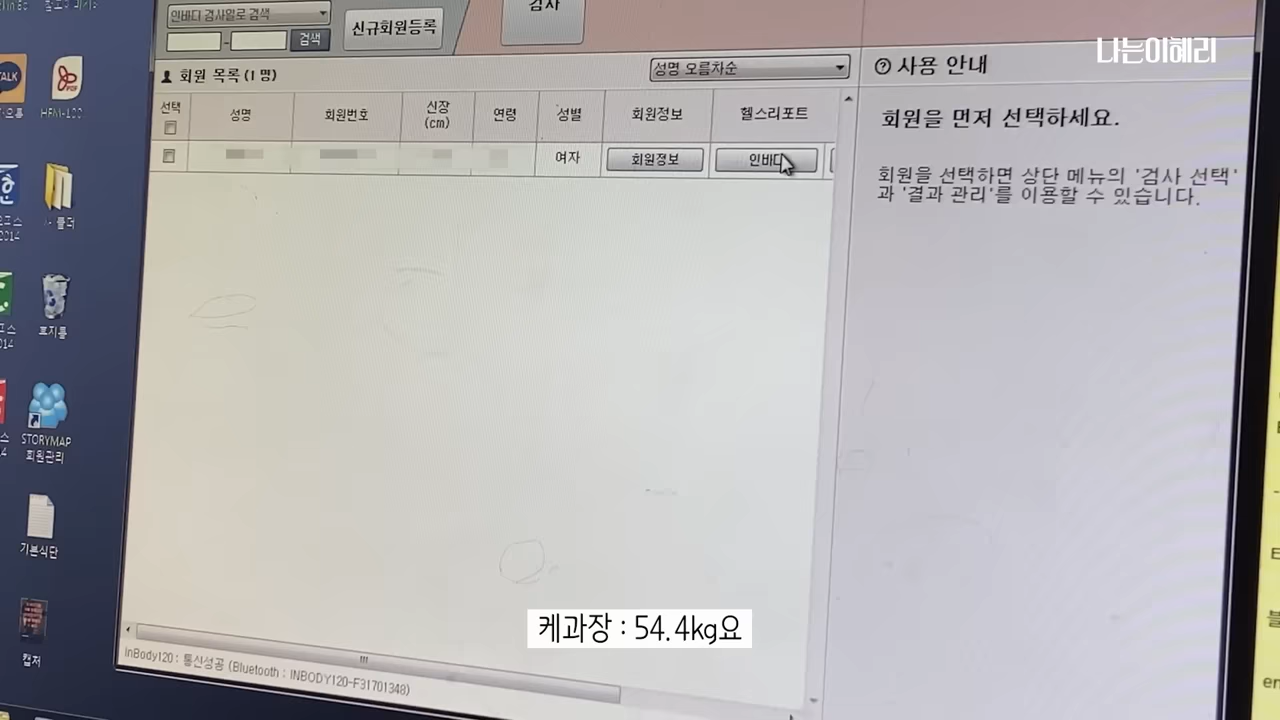 인바디 검사일로 검색
검사
- 검색
신규회원등록
나는이혜리
회원 목록 (1 명)
성명 오름차순
사용 안내
선택
성명
회원번호
신장
(cm)
연령
성별
회원정보
헬스리포트
여자
회원정보
인바디
회원을 먼저 선택하세요.
회원을 선택하면 상단 메뉴의 '검사 선택'
과 '결과 관리'를 이용할 수 있습니다.
TALK
HFM-100
2014
휴지통
STORYMAP
회원관리
기본식단
캡처
케과장 : 54.4kg요
InBody120 : 통신성공 (Bluetooth : INBODY120-F31701348)